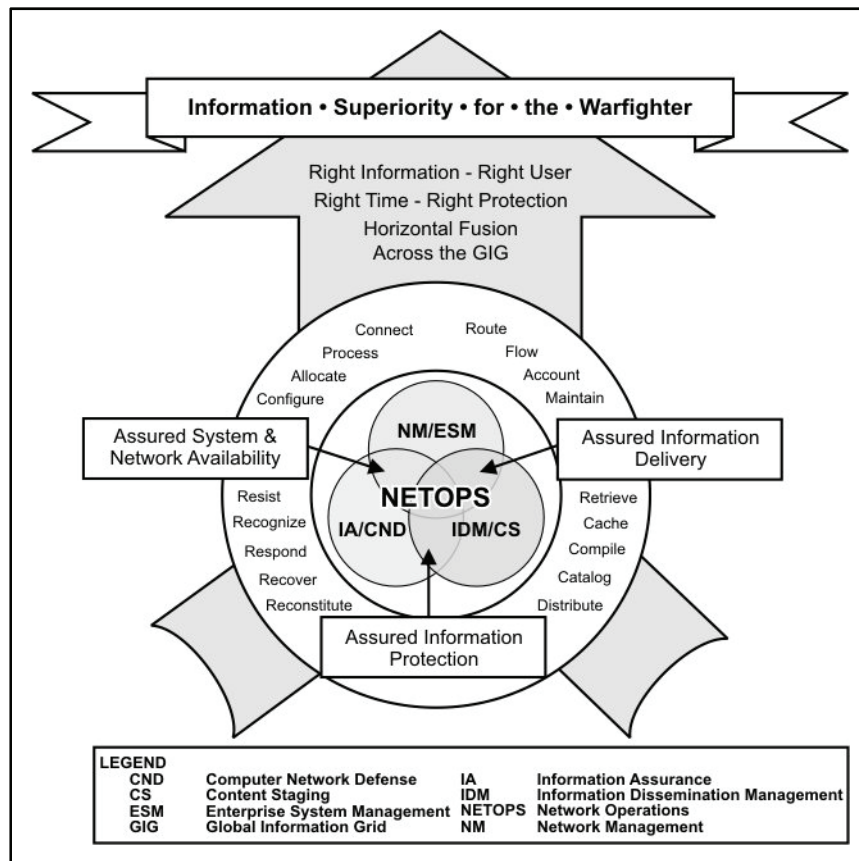 Information • Superiority • for • the • Warfighter
Right Information - Right User
Right Time - Right Protection
Horizontal Fusion
Across the GIG
Connect
Process
Allocate
Configure
Route
Flow
Account
Maintain
Assured System &
Network Availability
NM/ESM
Assured Information
Delivery
NETOPS
IA/CND
IDM/CS
Resist
Recognize
Respond
Recover
Reconstitute
Retrieve
Cache
Compile
Catalog
Distribute
Assured Information
Protection
LEGEND
CND Computer Network Defense IA Information Assurance
CS Content Staging IDM Information Dissemination Management
ESM Enterprise System Management NETOPS Network Operations
GIG Global Information Grid NM Network Management